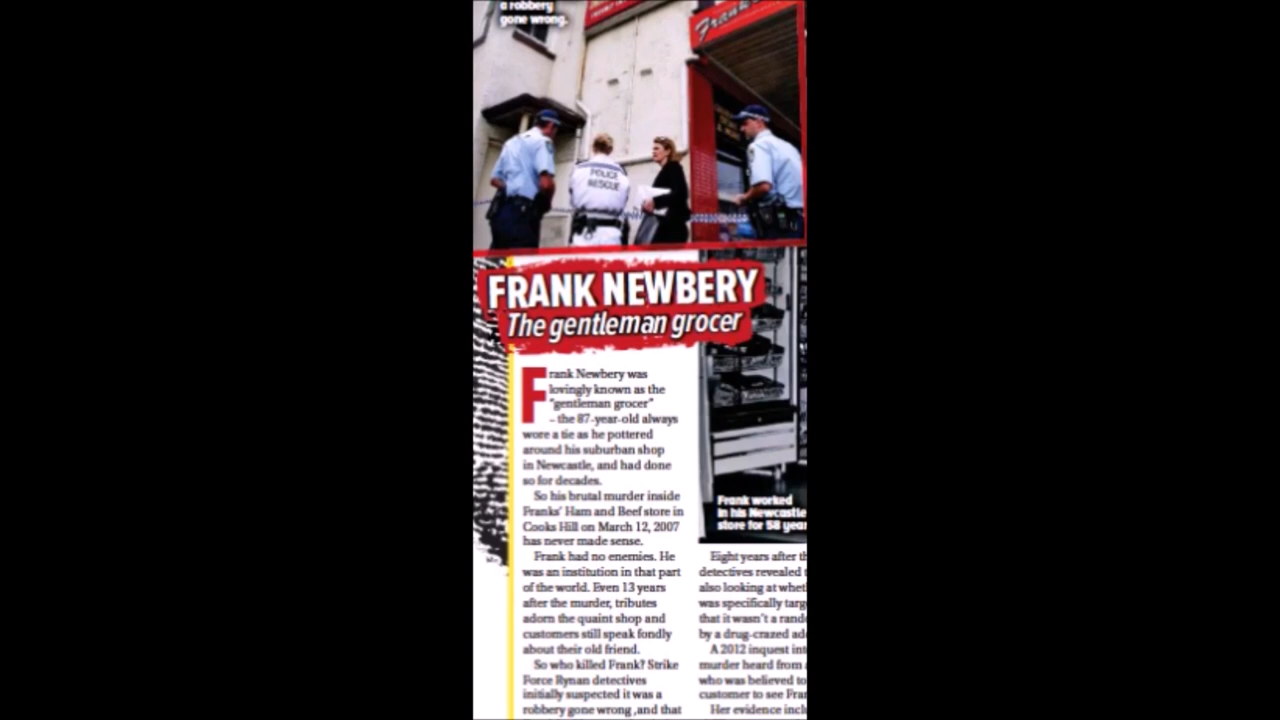 a robbery
gone wrong.
Frank
POLICE
RESCUE
FRANK NEWBERY
The gentleman grocer
Frank Newbery was
lovingly known as the
"gentleman grocer"
– the 87-year-old always
wore a tie as he pottered
around his suburban shop
in Newcastle, and had done
so for decades.
So his brutal murder inside
Franks' Ham and Beef store in
Cooks Hill on March 12, 2007
has never made sense.
Frank had no enemies. He
was an institution in that part
of the world. Even 13 years
after the murder, tributes
adorn the quaint shop and
customers still speak fondly
about their old friend.
So who killed Frank? Strike
Force Rynan detectives
initially suspected it was a
robbery gone wrong ,and that
Frank worked
in his Newcastle
store for 58 year
Eight years after th
detectives revealed t
also looking at wheth
was specifically targ
that it wasn't a rand
by a drug-crazed add
A 2012 inquest int
murder heard from a
who was believed to
customer to see Fran
Her evidence incl